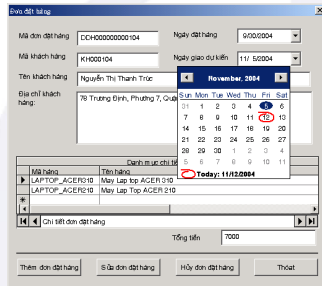 Đơn đặt hàng
Mã đơn đặt hàng DDH000000000104 Ngày đặt hàng 9/30/2004
Mã khách hàng KH000104 Ngày giao dự kiến 11/ 5/2004
Tên khách hàng Nguyễn Thị Thanh Trúc
Địa chỉ khách hàng: 78 Trương Định, Phường 7, Quận
November, 2004
Sun Mon Tue Wed Thu Fri Sat
31 1 2 3 4 5 6
7 8 9 10 11 12 13
14 15 16 17 18 19 20
21 22 23 24 25 26 27
28 29 30 1 2 3 4
5 6 7 8 9 10 11
Today: 11/12/2004
Danh mục chi tiế
Mã hàng Tên hàng
LAPTOP_ACER310 May Lap top ACER 310
LAPTOP_ACER210 May Lap Top ACER 210
Chi tiết đơn đặt hàng
Tổng tiền 7000
Thêm đơn đặt hàng Sửa đơn đặt hàng Hủy đơn đặt hàng Thóat